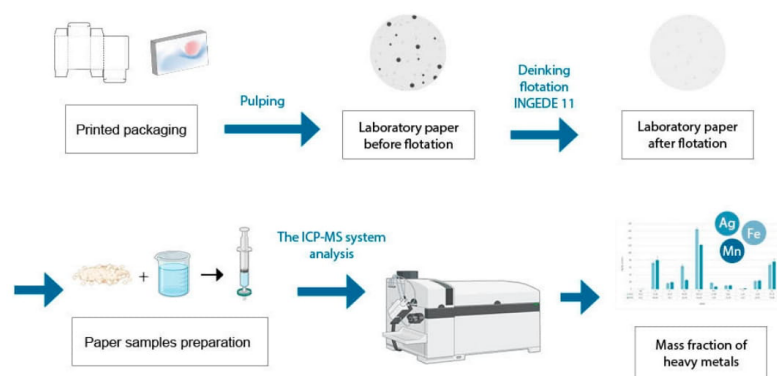 Printed packaging
Pulping
Laboratory paper
before flotation
Deinking
flotation
INGEDE 11
Laboratory paper
after flotation
+
Paper samples preparation
The ICP-MS system
analysis
Ag
Fe
Mn
Mass fraction of
heavy metals